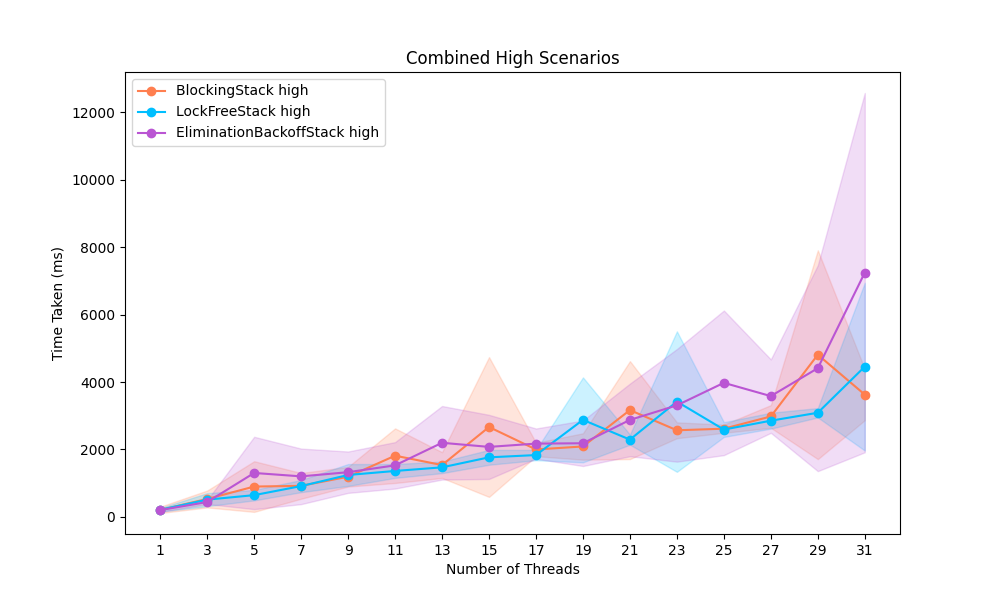 Combined High Scenarios
BlockingStack high
LockFreeStack high
EliminationBackoffStack high
Time Taken (ms)
12000
10000
8000
6000
4000
2000
0
1 3 5 7 9 11 13 15 17 19 21 23 25 27 29 31
Number of Threads